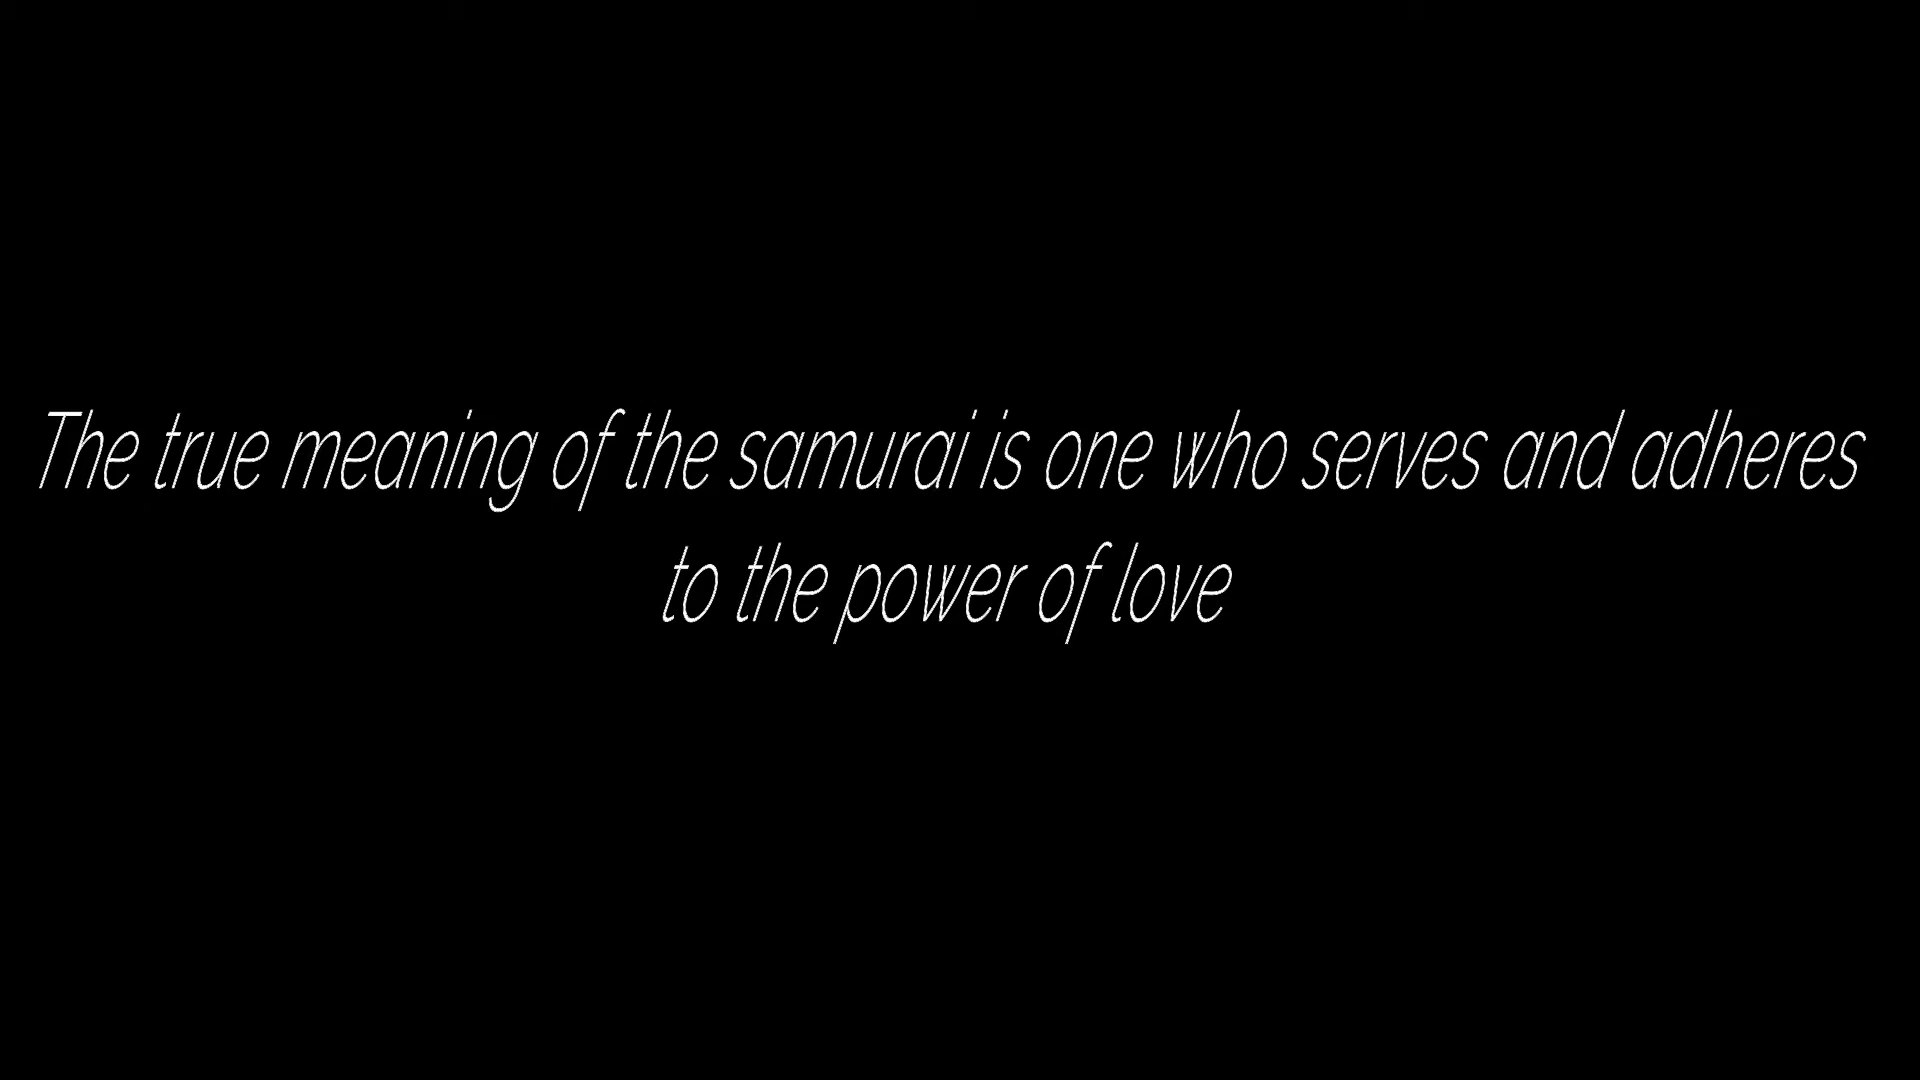 The true meaning of the samurai is one who serves and adheres
to the power of love